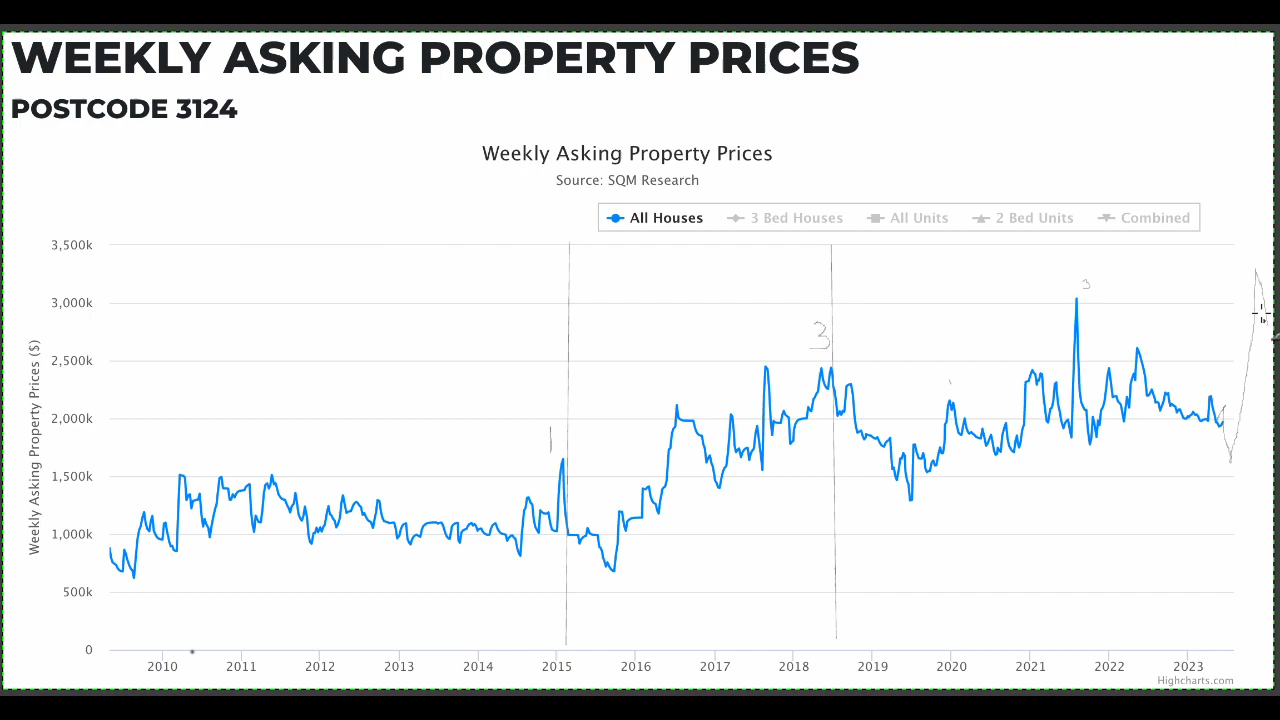 WEEKLY ASKING PROPERTY PRICES
POSTCODE 3124
Weekly Asking Property Prices
Source: SQM Research
All Houses 3 Bed Houses All Units 2 Bed Units Combined
Weekly Asking Property Prices ($)
3,500k
3,000k
2,500k
2,000k
1,500k
1,000k
500k
0
3
3
1
2010 2011 2012 2013 2014 2015 2016 2017 2018 2019 2020 2021 2022 2023
Highcharts.com